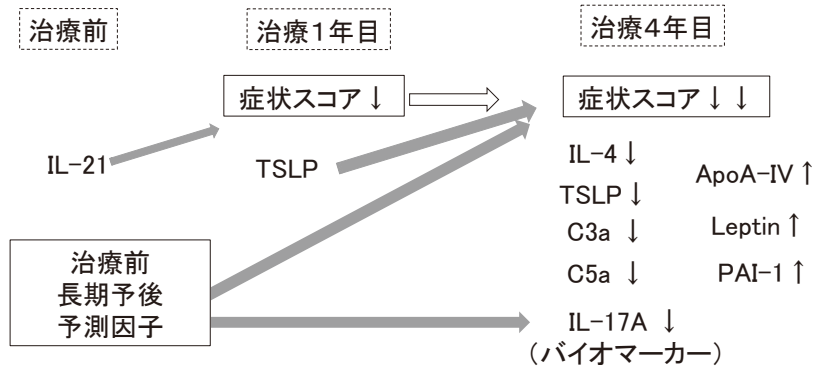 治療前
治療1年目
治療4年目
症状スコア↓
症状スコア↓↓
IL-21
TSLP
IL-4↓
TSLP↓
C3a ↓
C5a ↓
IL-17A ↓
（バイオマーカー）
ApoA-IV↑
Leptin↑
PAI-1↑
治療前
長期予後
予測因子